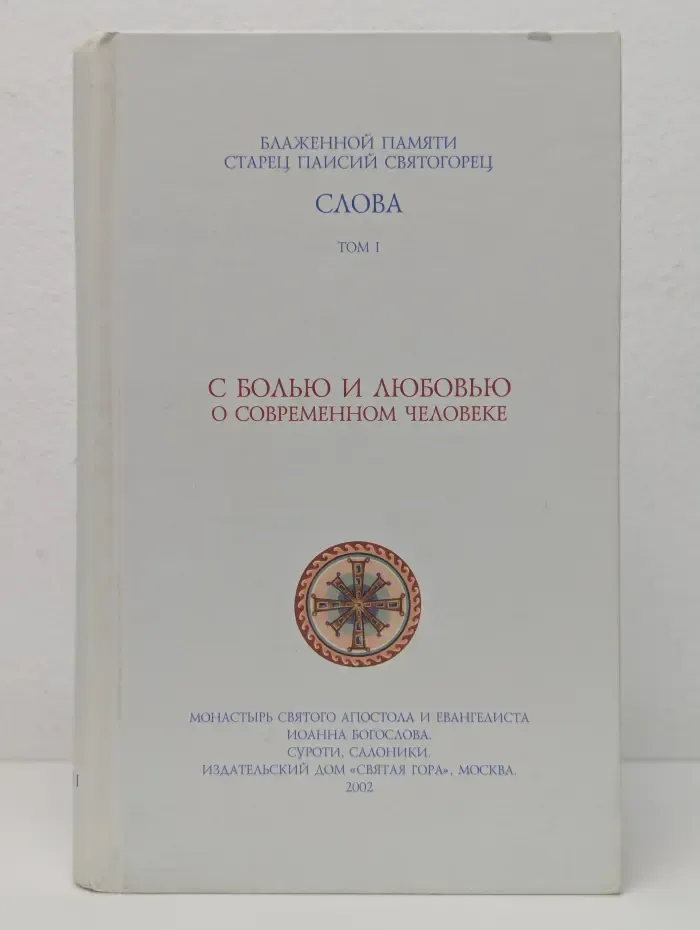 БЛАЖЕННОЙ ПАМЯТИ
СТАРЕЦ ПАИСИЙ СВЯТОГОРЕЦ
СЛОВА
ТОМ I
С БОЛЬЮ И ЛЮБОВЬЮ
О СОВРЕМЕННОМ ЧЕЛОВЕКЕ
МОНАСТЫРЬ СВЯТОГО АПОСТОЛА И ЕВАНГЕЛИСТА
ИОАННА БОГОСЛОВА.
СУРОТИ, САЛОНИКИ.
ИЗДАТЕЛЬСКИЙ ДОМ «СВЯТАЯ ГОРА», МОСКВА.
2002
I